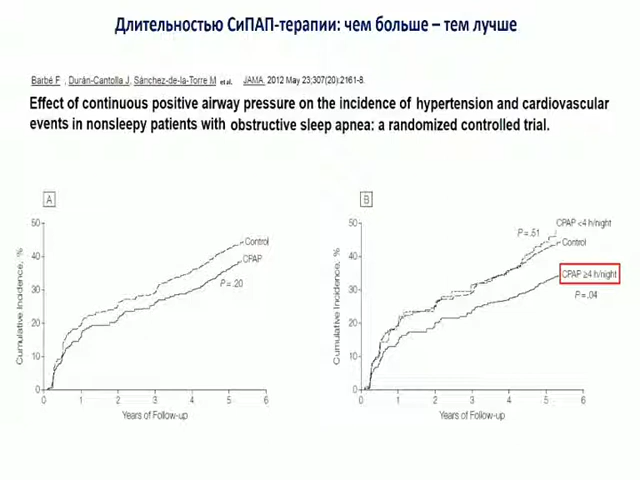 Длительностью СиПАП-терапии: чем больше – тем лучше
Barbé F , Durán-Cantolla J, Sánchez-de-la-Torre M et al. JAMA. 2012 May 23;307(20):2161-8.
Effect of continuous positive airway pressure on the incidence of hypertension and cardiovascular
events in nonsleepy patients with obstructive sleep apnea: a randomized controlled trial.
A
50
40
30
20
10
0
Cumulative Incidence, %
Control
CPAP
P = .20
0 1 2 3 4 5 6
Years of Follow-up
B
50
40
30
20
10
0
Cumulative Incidence, %
CPAP <4 h/night
P = .51
Control
CPAP ≥4 h/night
P = .04
0 1 2 3 4 5 6
Years of Follow-up